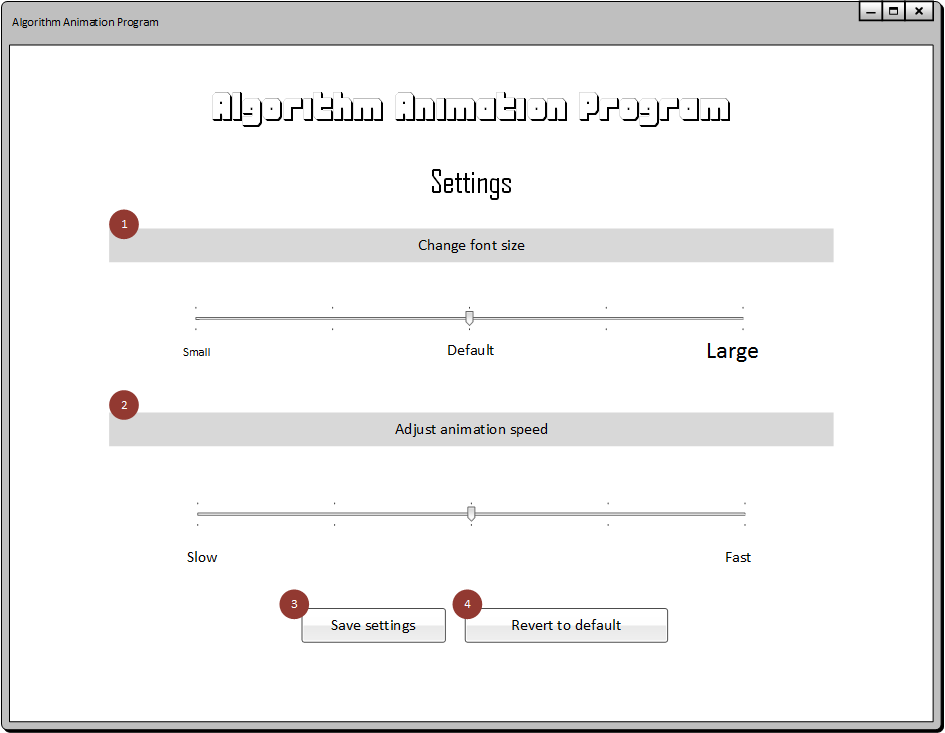 Algorithm Animation Program
Algorithm Animation Program
Settings
1
Change font size
Small Default Large
2
Adjust animation speed
Slow Fast
3 4
Save settings Revert to default